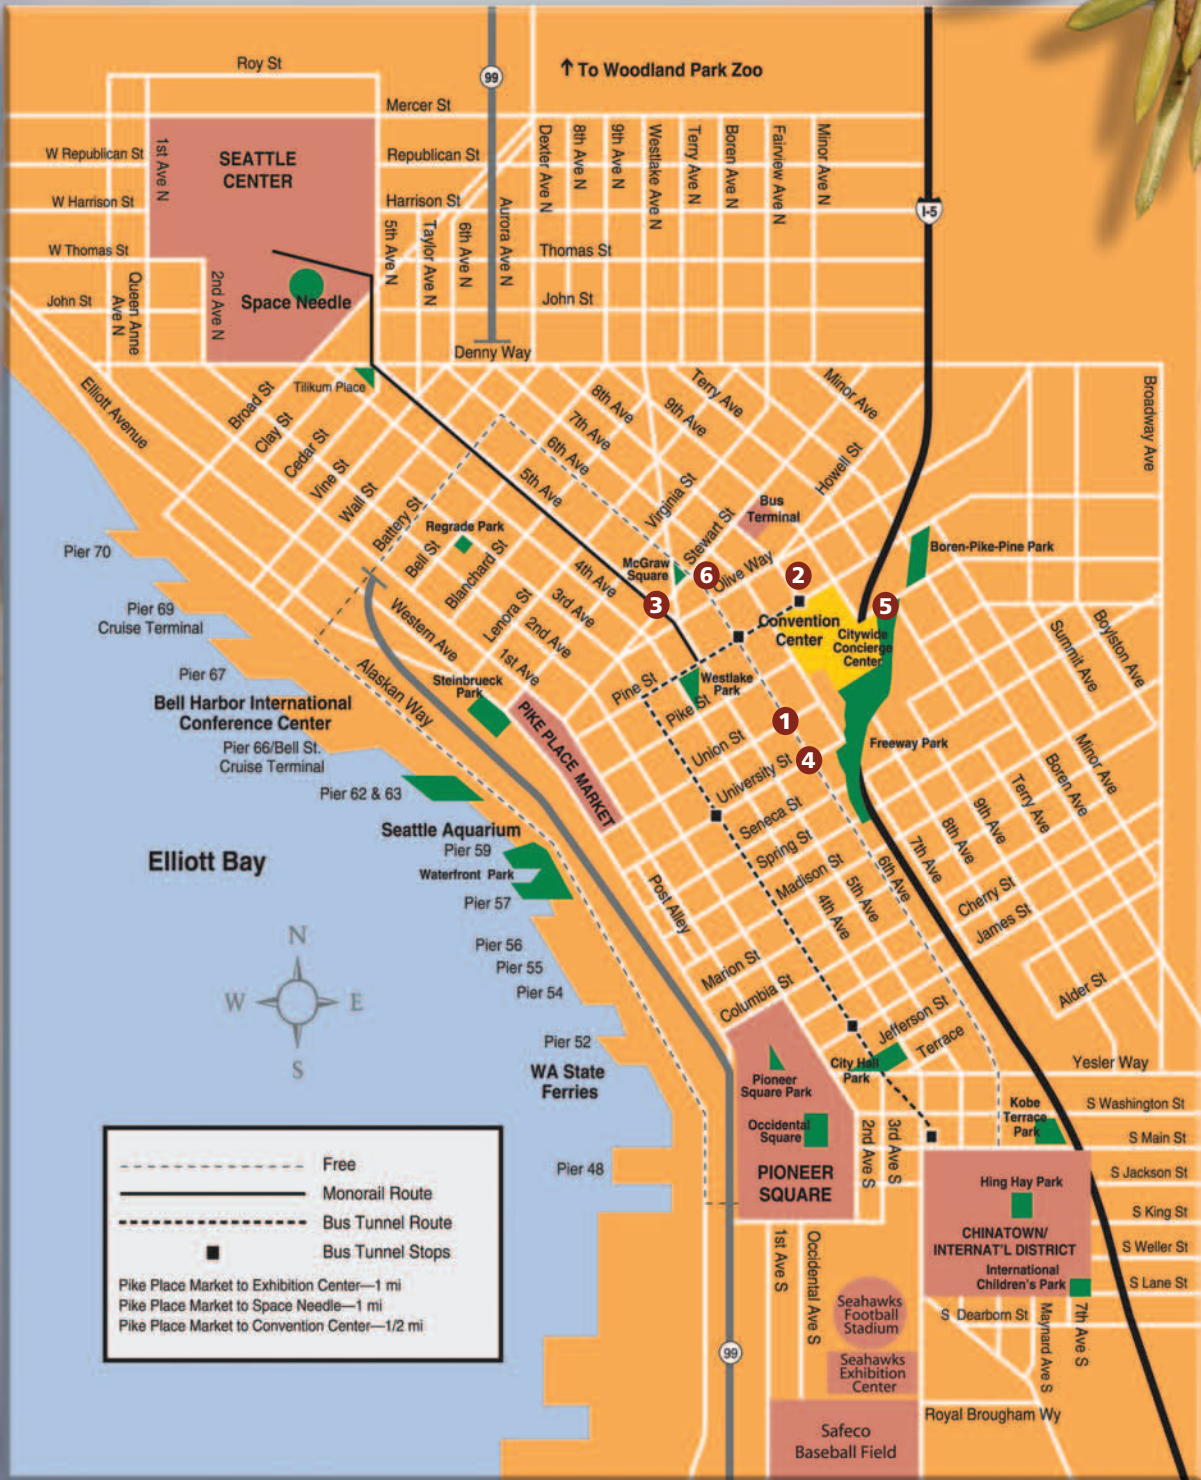 Roy St
99
↑ To Woodland Park Zoo
Mercer St
W Republican St
1st Ave N
SEATTLE
CENTER
Republican St
Dexter Ave N
8th Ave N
9th Ave N
Westlake Ave N
Terry Ave N
Boren Ave N
Fairview Ave N
Minor Ave N
W Harrison St
Harrison St
I-5
W Thomas St
5th Ave N
Taylor Ave N
6th Ave N
Aurora Ave N
Thomas St
John St
Queen Anne
Ave N
2nd Ave N
Space Needle
John St
Denny Way
Elliott Avenue
Broad St
Tilikum Place
Clay St
Cedar St
Vine St
Wall St
Battery St
8th Ave
7th Ave
6th Ave
5th Ave
Terry Ave
9th Ave
Minor Ave
Broadway Ave
Howell St
Virginia St
Stewart St
Bus
Terminal
Olive Way
Regrade Park
Bell St
Blanchard St
Lenora St
4th Ave
3rd Ave
2nd Ave
1st Ave
Western Ave
Alaskan Way
McGraw
Square
6
2
3
5
Boren-Pike-Pine Park
Convention
Center
Citywide
Concierge
Center
Summit Ave
Boylston Ave
Pier 70
Pier 69
Cruise Terminal
Pier 67
Bell Harbor International
Conference Center
Pier 66/Bell St.
Cruise Terminal
Pier 62 & 63
Steinbrueck
Park
PIKE PLACE MARKET
Pine St
Pike St
Westlake
Park
1
Union St
University St
4
Freeway Park
Minor Ave
Boren Ave
Terry Ave
9th Ave
8th Ave
7th Ave
6th Ave
5th Ave
4th Ave
Seneca St
Spring St
Madison St
Cherry St
James St
Seattle Aquarium
Pier 59
Waterfront Park
Pier 57
Elliott Bay
Post Alley
Pier 56
Pier 55
Pier 54
Marion St
Columbia St
Alder St
N
W
E
S
Pier 52
WA State
Ferries
Jefferson St
Terrace
City Hall
Park
Yesler Way
Pioneer
Square Park
Kobe
Terrace
Park
S Washington St
Occidental
Square
2nd Ave S
3rd Ave S
S Main St
Pier 48
PIONEER
SQUARE
S Jackson St
Hing Hay Park
S King St
CHINATOWN/
INTERNAT'L DISTRICT
S Weller St
International
Children's Park
S Lane St
1st Ave S
Occidental Ave S
Seahawks
Football
Stadium
S Dearborn St
Maynard Ave S
7th Ave S
Seahawks
Exhibition
Center
99
Royal Brougham Wy
Safeco
Baseball Field
Free
Monorail Route
Bus Tunnel Route
Bus Tunnel Stops
Pike Place Market to Exhibition Center—1 mi
Pike Place Market to Space Needle—1 mi
Pike Place Market to Convention Center—1/2 mi